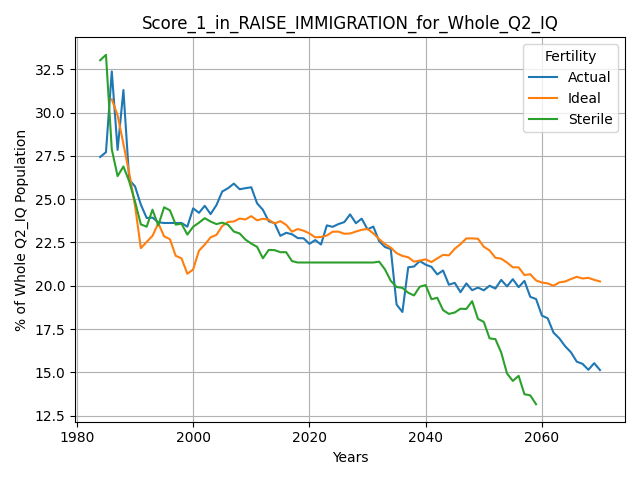 Score_1_in_RAISE_IMMIGRATION_for_Whole_Q2_IQ
Fertility
Actual
Ideal
Sterile
% of Whole Q2_IQ Population
32.5
30.0
27.5
25.0
22.5
20.0
17.5
15.0
12.5
1980
2000
2020
2040
2060
Years